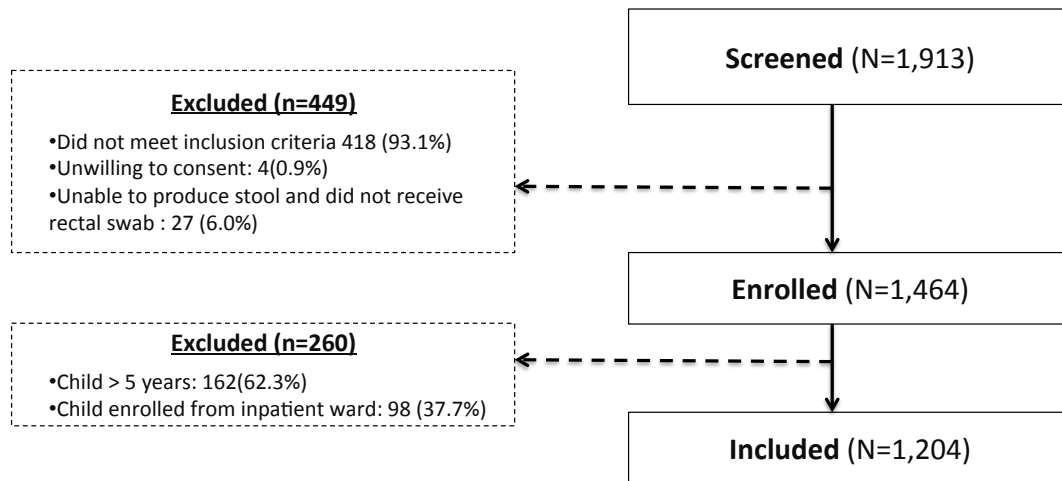 Screened (N=1,913)
Excluded (n=449)
•Did not meet inclusion criteria 418 (93.1%)
•Unwilling to consent: 4(0.9%)
•Unable to produce stool and did not receive
rectal swab : 27 (6.0%)
Enrolled (N=1,464)
Excluded (n=260)
•Child > 5 years: 162(62.3%)
•Child enrolled from inpatient ward: 98 (37.7%)
Included (N=1,204)